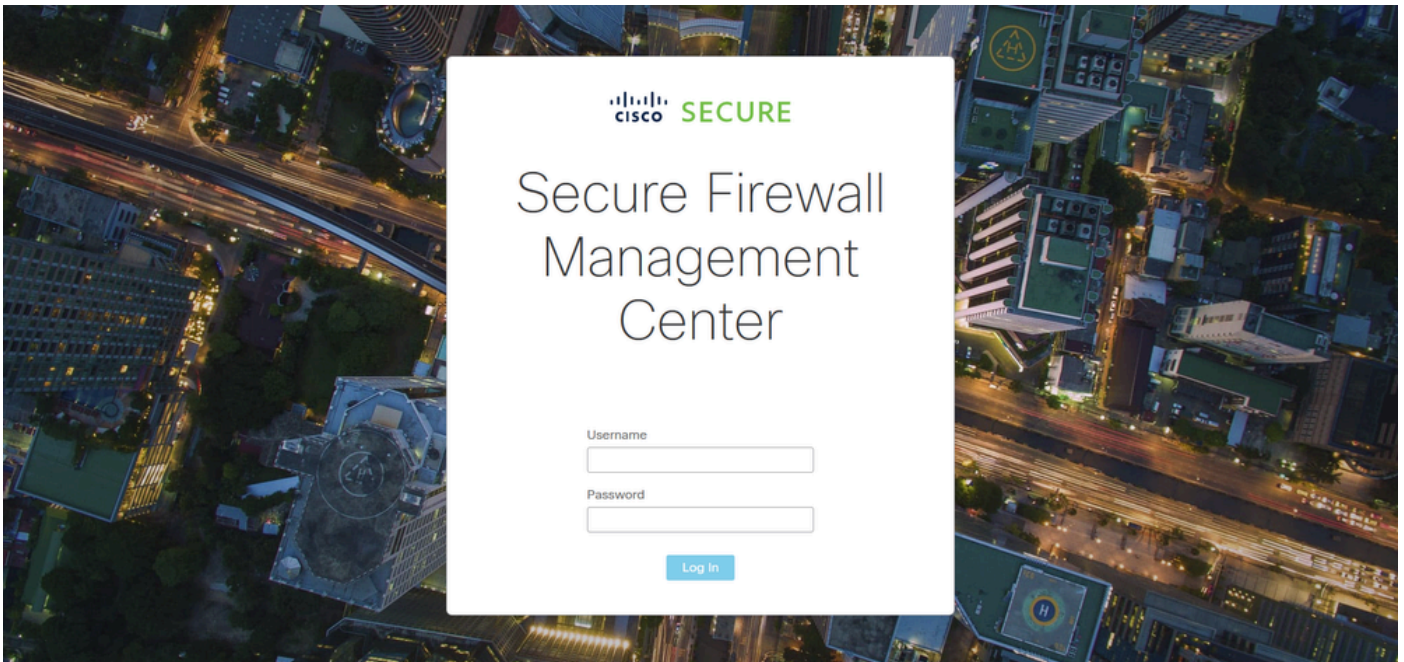 CISCO SECURE
Secure Firewall
Management
Center
Username
Password
Log In
H